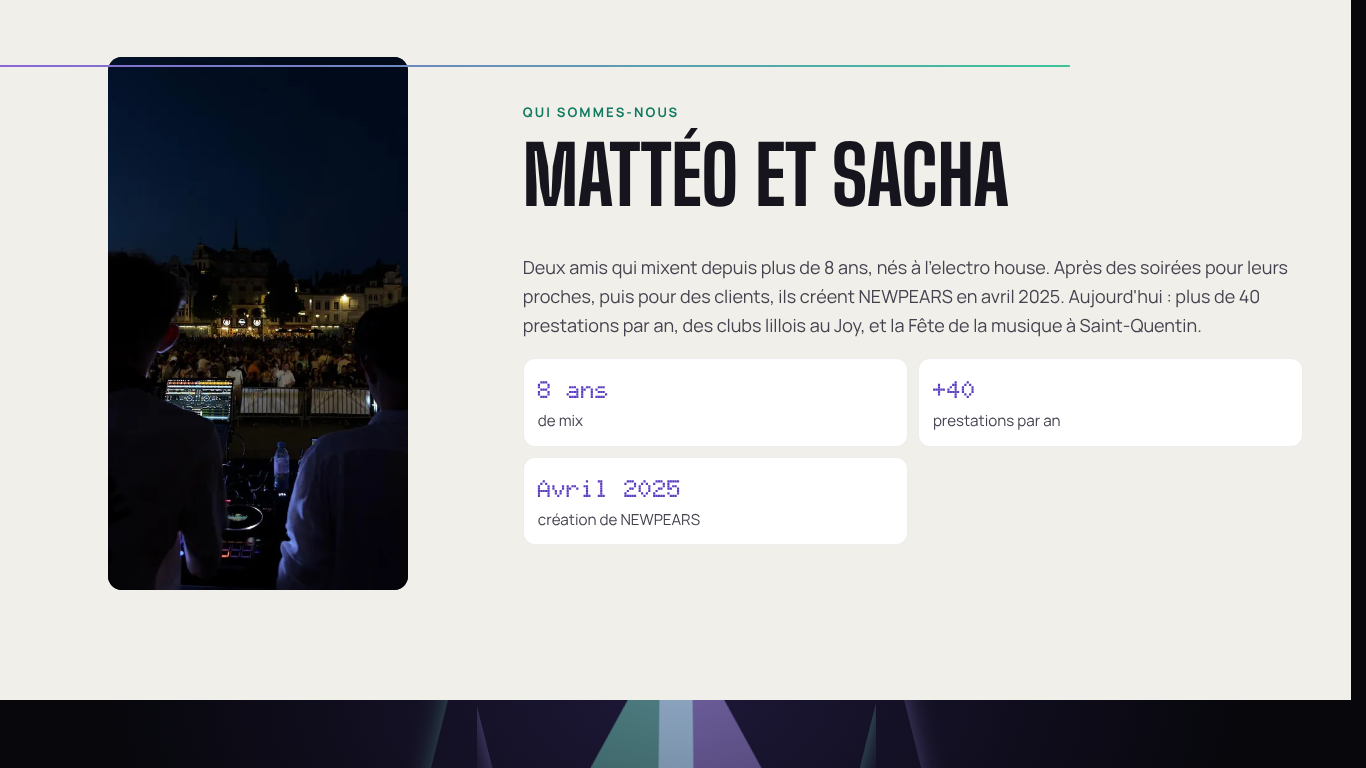 QUI SOMMES-NOUS
MATTÉO ET SACHA
Deux amis qui mixent depuis plus de 8 ans, nés à l'electro house. Après des soirées pour leurs
proches, puis pour des clients, ils créent NEWPEARS en avril 2025. Aujourd'hui : plus de 40
prestations par an, des clubs lillois au Joy, et la Fête de la musique à Saint-Quentin.
8 ans
de mix
+40
prestations par an
Avril 2025
création de NEWPEARS